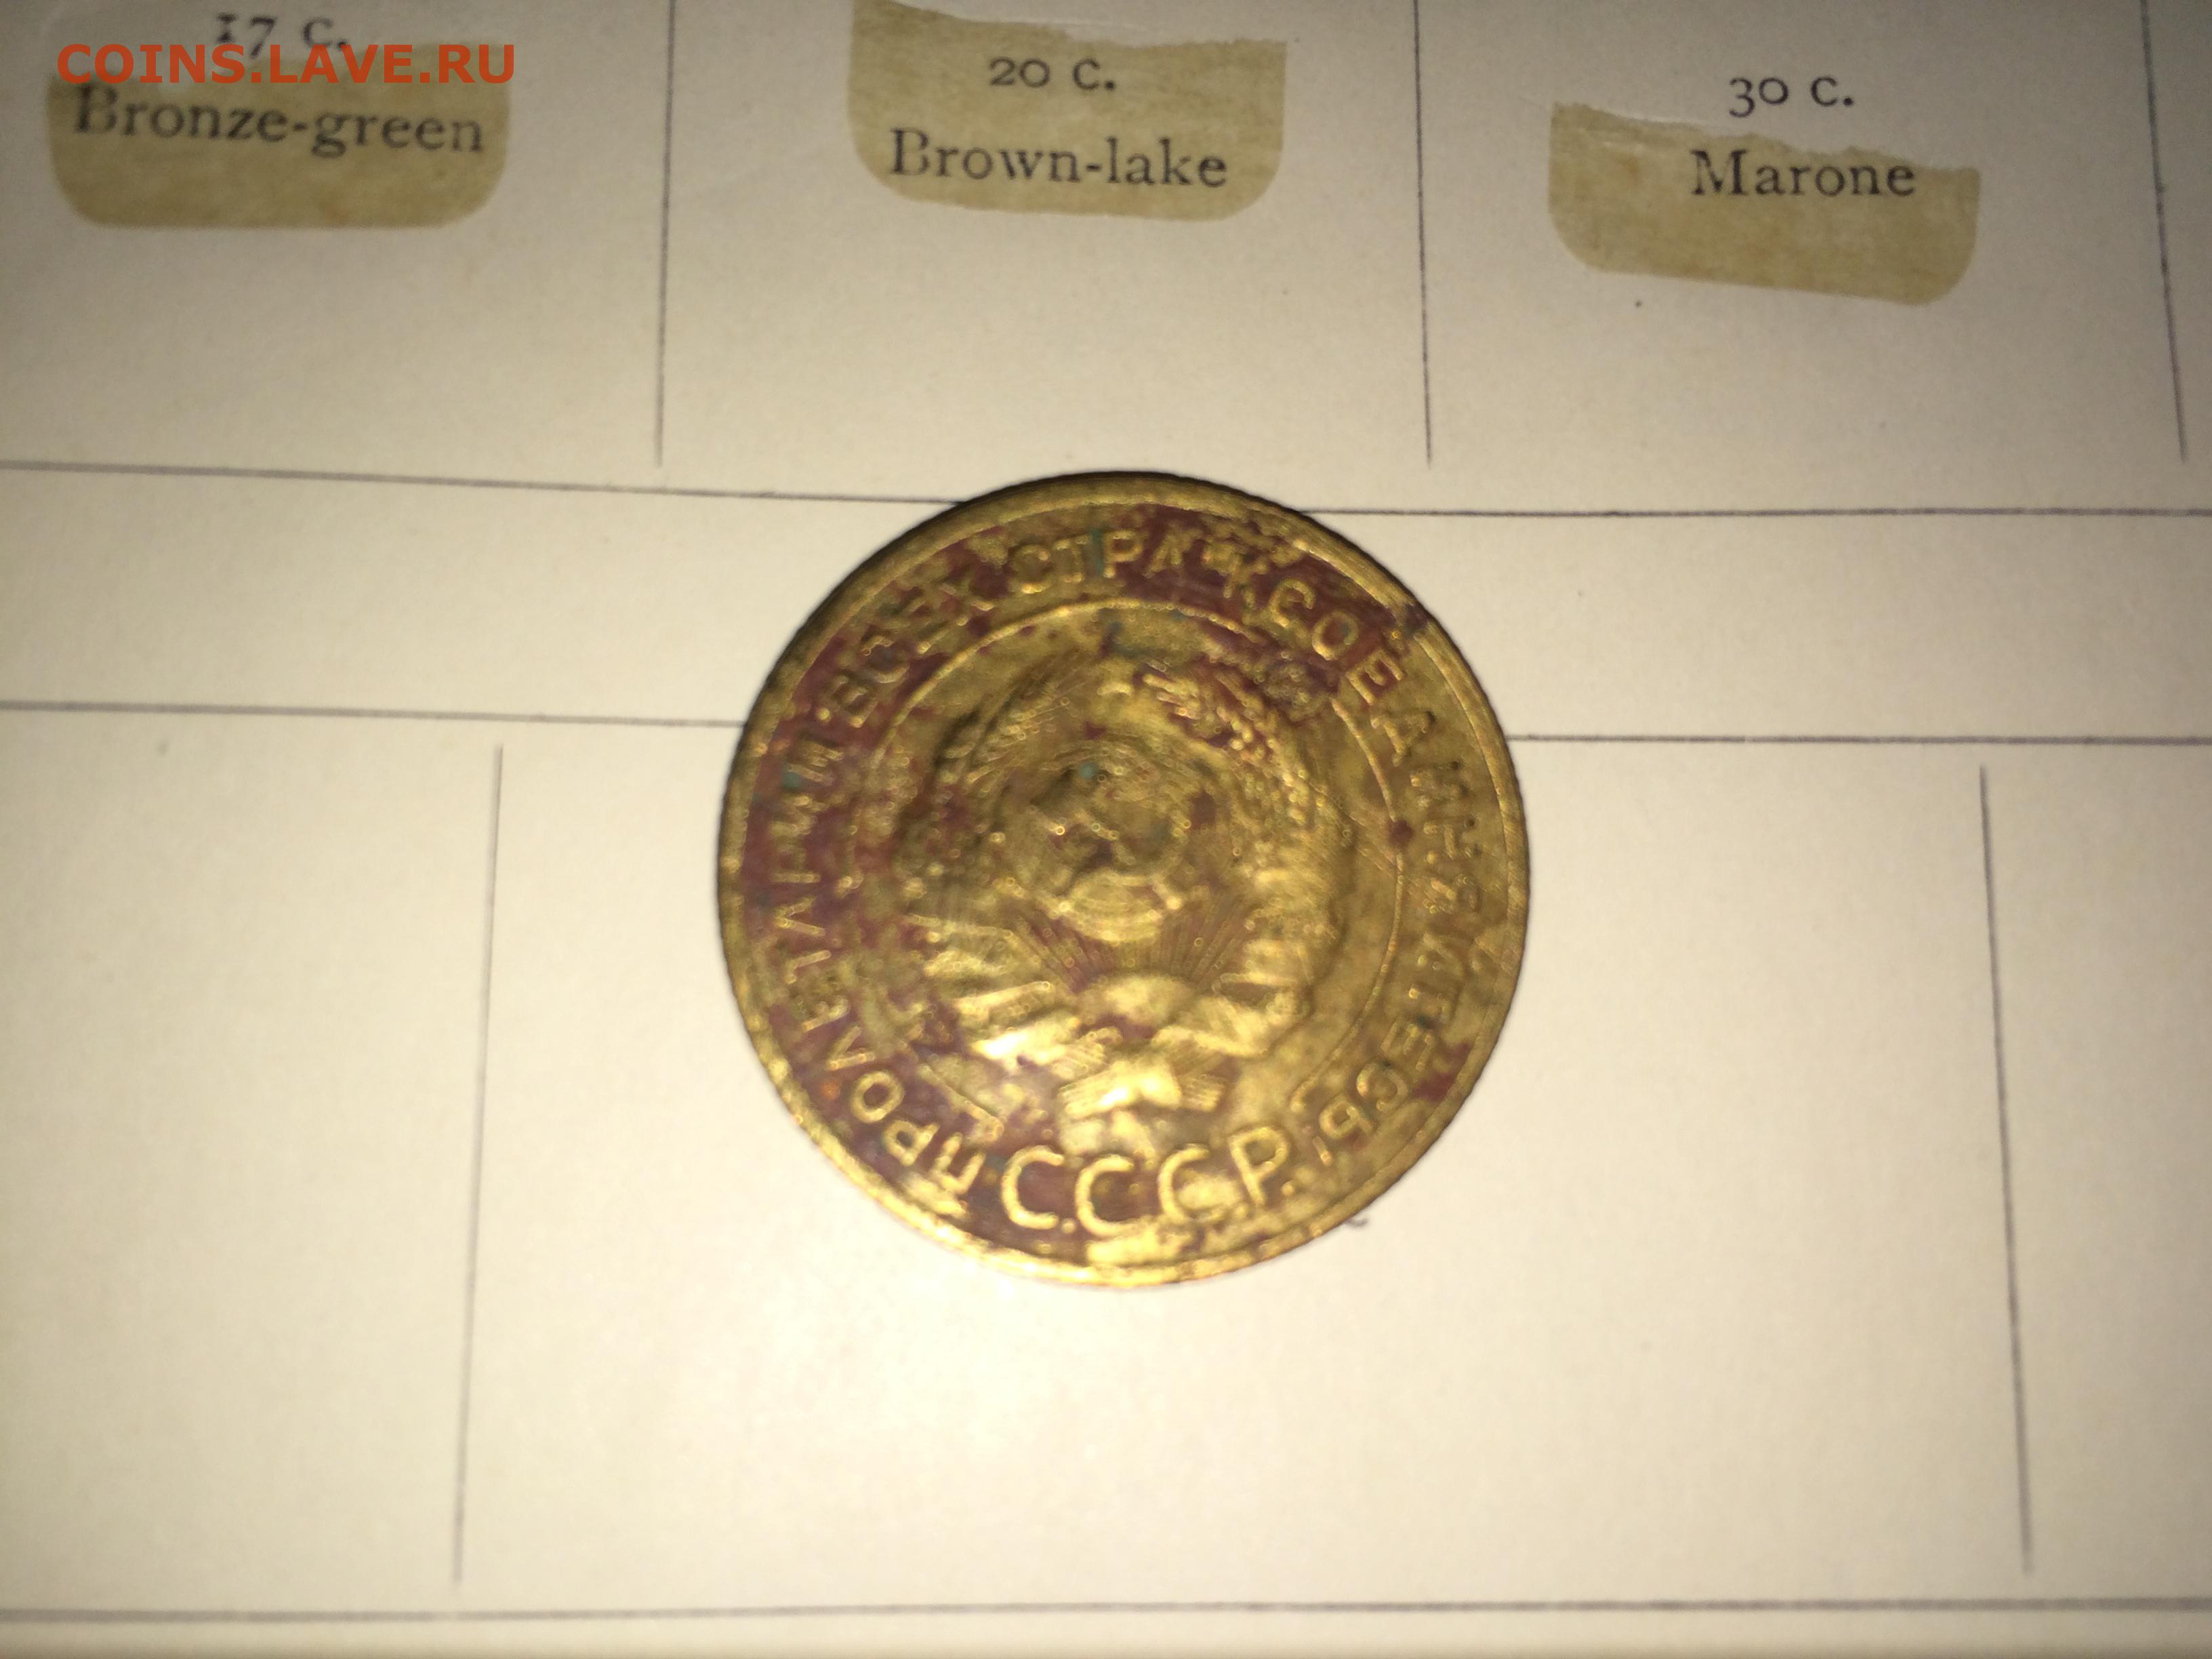 17 c.
COINS.LAVE.RU
Bronze-green
20 c.
Brown-lake
30 c.
Marone
ПРОЛЕТАРИИ ВСЕХ СТРАН, СОЕДИНЯЙТЕСЬ!
С.С.С.Р.